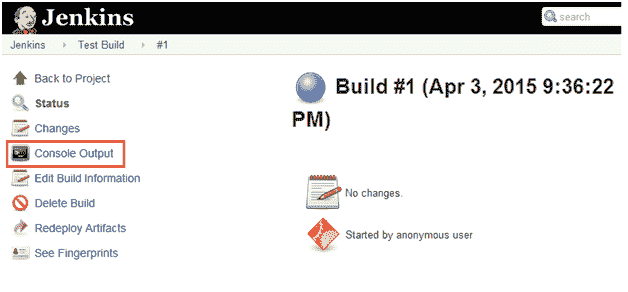 Jenkins
search
Jenkins Test Build #1
Back to Project
Status
Changes
Console Output
Edit Build Information
Delete Build
Redeploy Artifacts
See Fingerprints
Build #1 (Apr 3, 2015 9:36:22
PM)
No changes.
Started by anonymous user